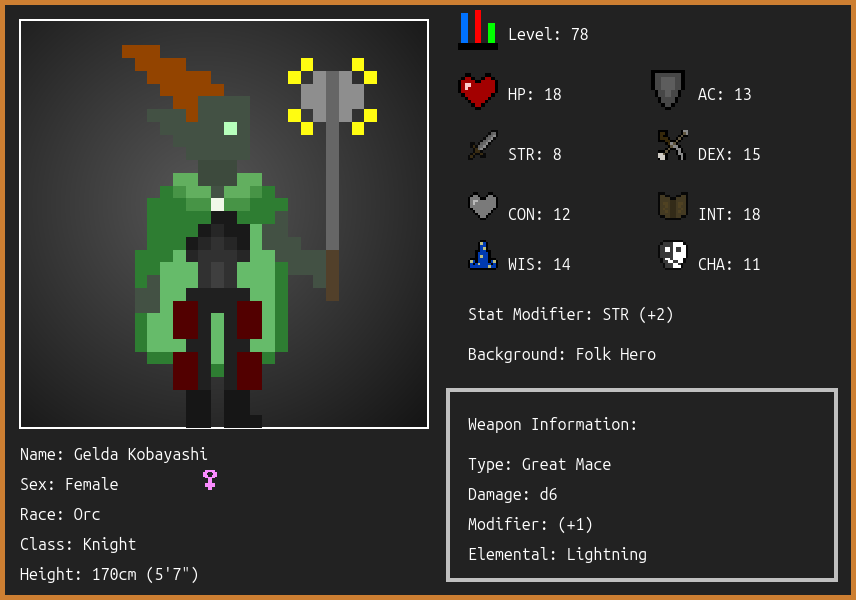 Level: 78
HP: 18
AC: 13
STR: 8
DEX: 15
CON: 12
INT: 18
WIS: 14
CHA: 11
Stat Modifier: STR (+2)
Background: Folk Hero
Weapon Information:
Type: Great Mace
Damage: d6
Modifier: (+1)
Elemental: Lightning
Name: Gelda Kobayashi
Sex: Female
Race: Orc
Class: Knight
Height: 170cm (5'7")